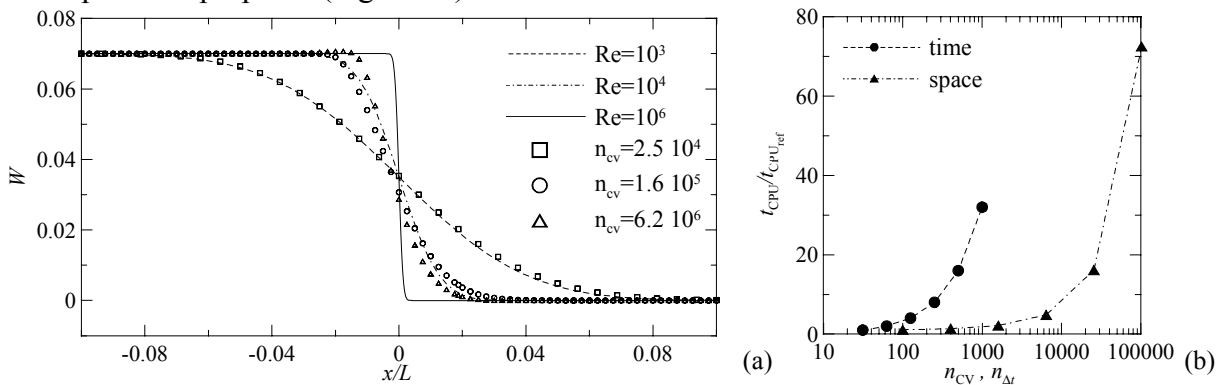 Re=10³
Re=10⁴
Re=10⁶
n_cv=2.5 10⁴
n_cv=1.6 10⁵
n_cv=6.2 10⁶
0.08
0.06
0.04
0.02
0
W
-0.08
-0.04
0
0.04
0.08
x/L
(a)
time
space
80
60
40
20
0
t_CPU/t_CPU_ref
10
100
1000
10000
100000
n_CV , n_Δt
(b)